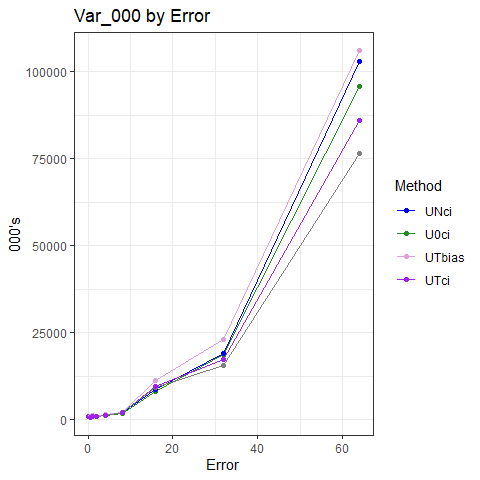 Var_000 by Error
000's
100000
75000
50000
25000
0
0
20
40
60
Error
Method
UNci
U0ci
UTbias
UTci